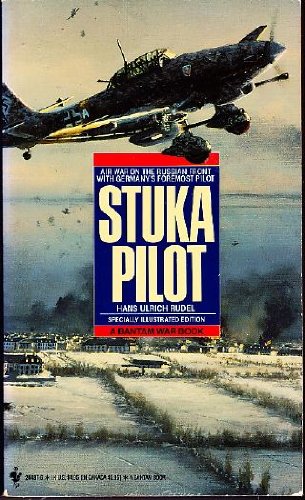 AIR WAR ON THE RUSSIAN FRONT
WITH GERMANY'S FOREMOST PILOT
STUKA
PILOT
HANS ULRICH RUDEL
SPECIALLY ILLUSTRATED EDITION
A BANTAM WAR BOOK